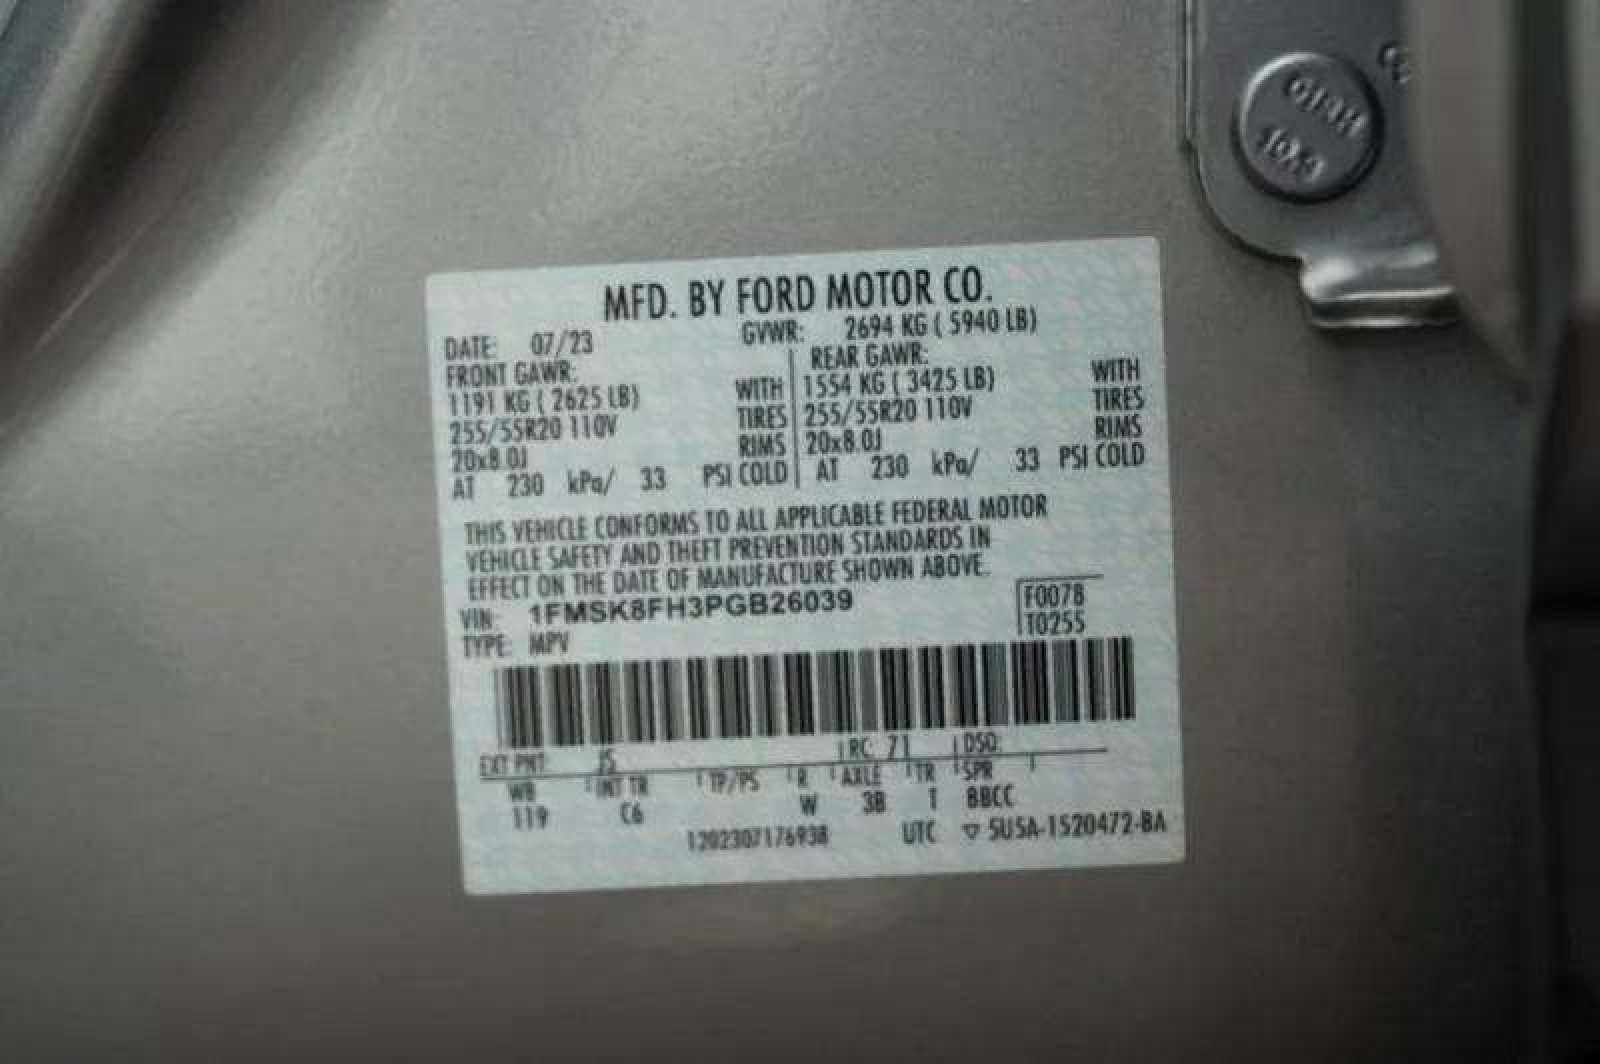 MFD. BY FORD MOTOR CO.
DATE: 07/23 GVWR: 2694 KG ( 5940 LB)
FRONT GAWR: REAR GAWR:
1191 KG ( 2625 LB) WITH 1554 KG ( 3425 LB) WITH
255/55R20 110V TIRES 255/55R20 110V TIRES
20x8.0J RIMS 20x8.0J RIMS
AT 230 kPa/ 33 PSI COLD AT 230 kPa/ 33 PSI COLD
THIS VEHICLE CONFORMS TO ALL APPLICABLE FEDERAL MOTOR
VEHICLE SAFETY AND THEFT PREVENTION STANDARDS IN
EFFECT ON THE DATE OF MANUFACTURE SHOWN ABOVE.
VIN: 1FMSK8FH3PGB26039 F0078
TYPE: MPV T0255
EXT PNT: JS RC: 71 DSO:
WB INT TR TP/PS R AXLE TR SPR
119 C6 W 3B T BBCC
1202307176938 UTC ▽ 5U5A-1520472-BA